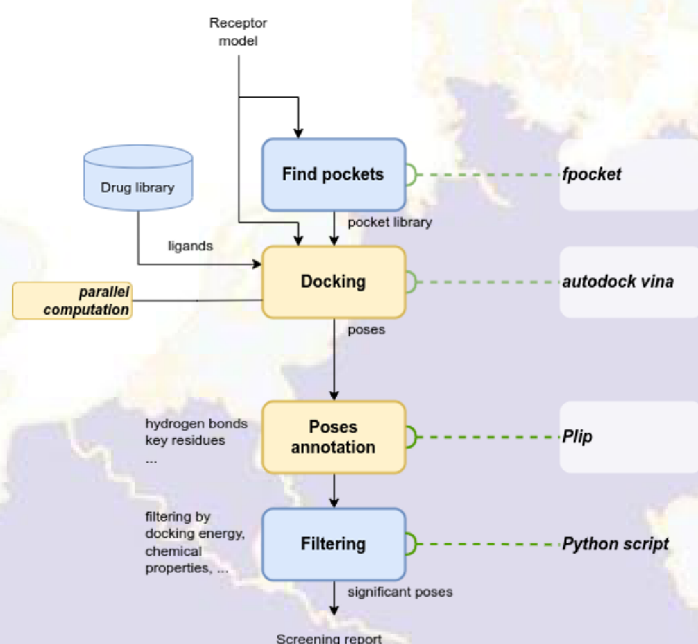 Receptor
model
Find pockets
fpocket
Drug library
pocket library
ligands
Docking
autodock vina
parallel
computation
poses
hydrogen bonds
key residues
...
Poses
annotation
Plip
filtering by
docking energy,
chemical
properties, ...
Filtering
Python script
significant poses
Screening report